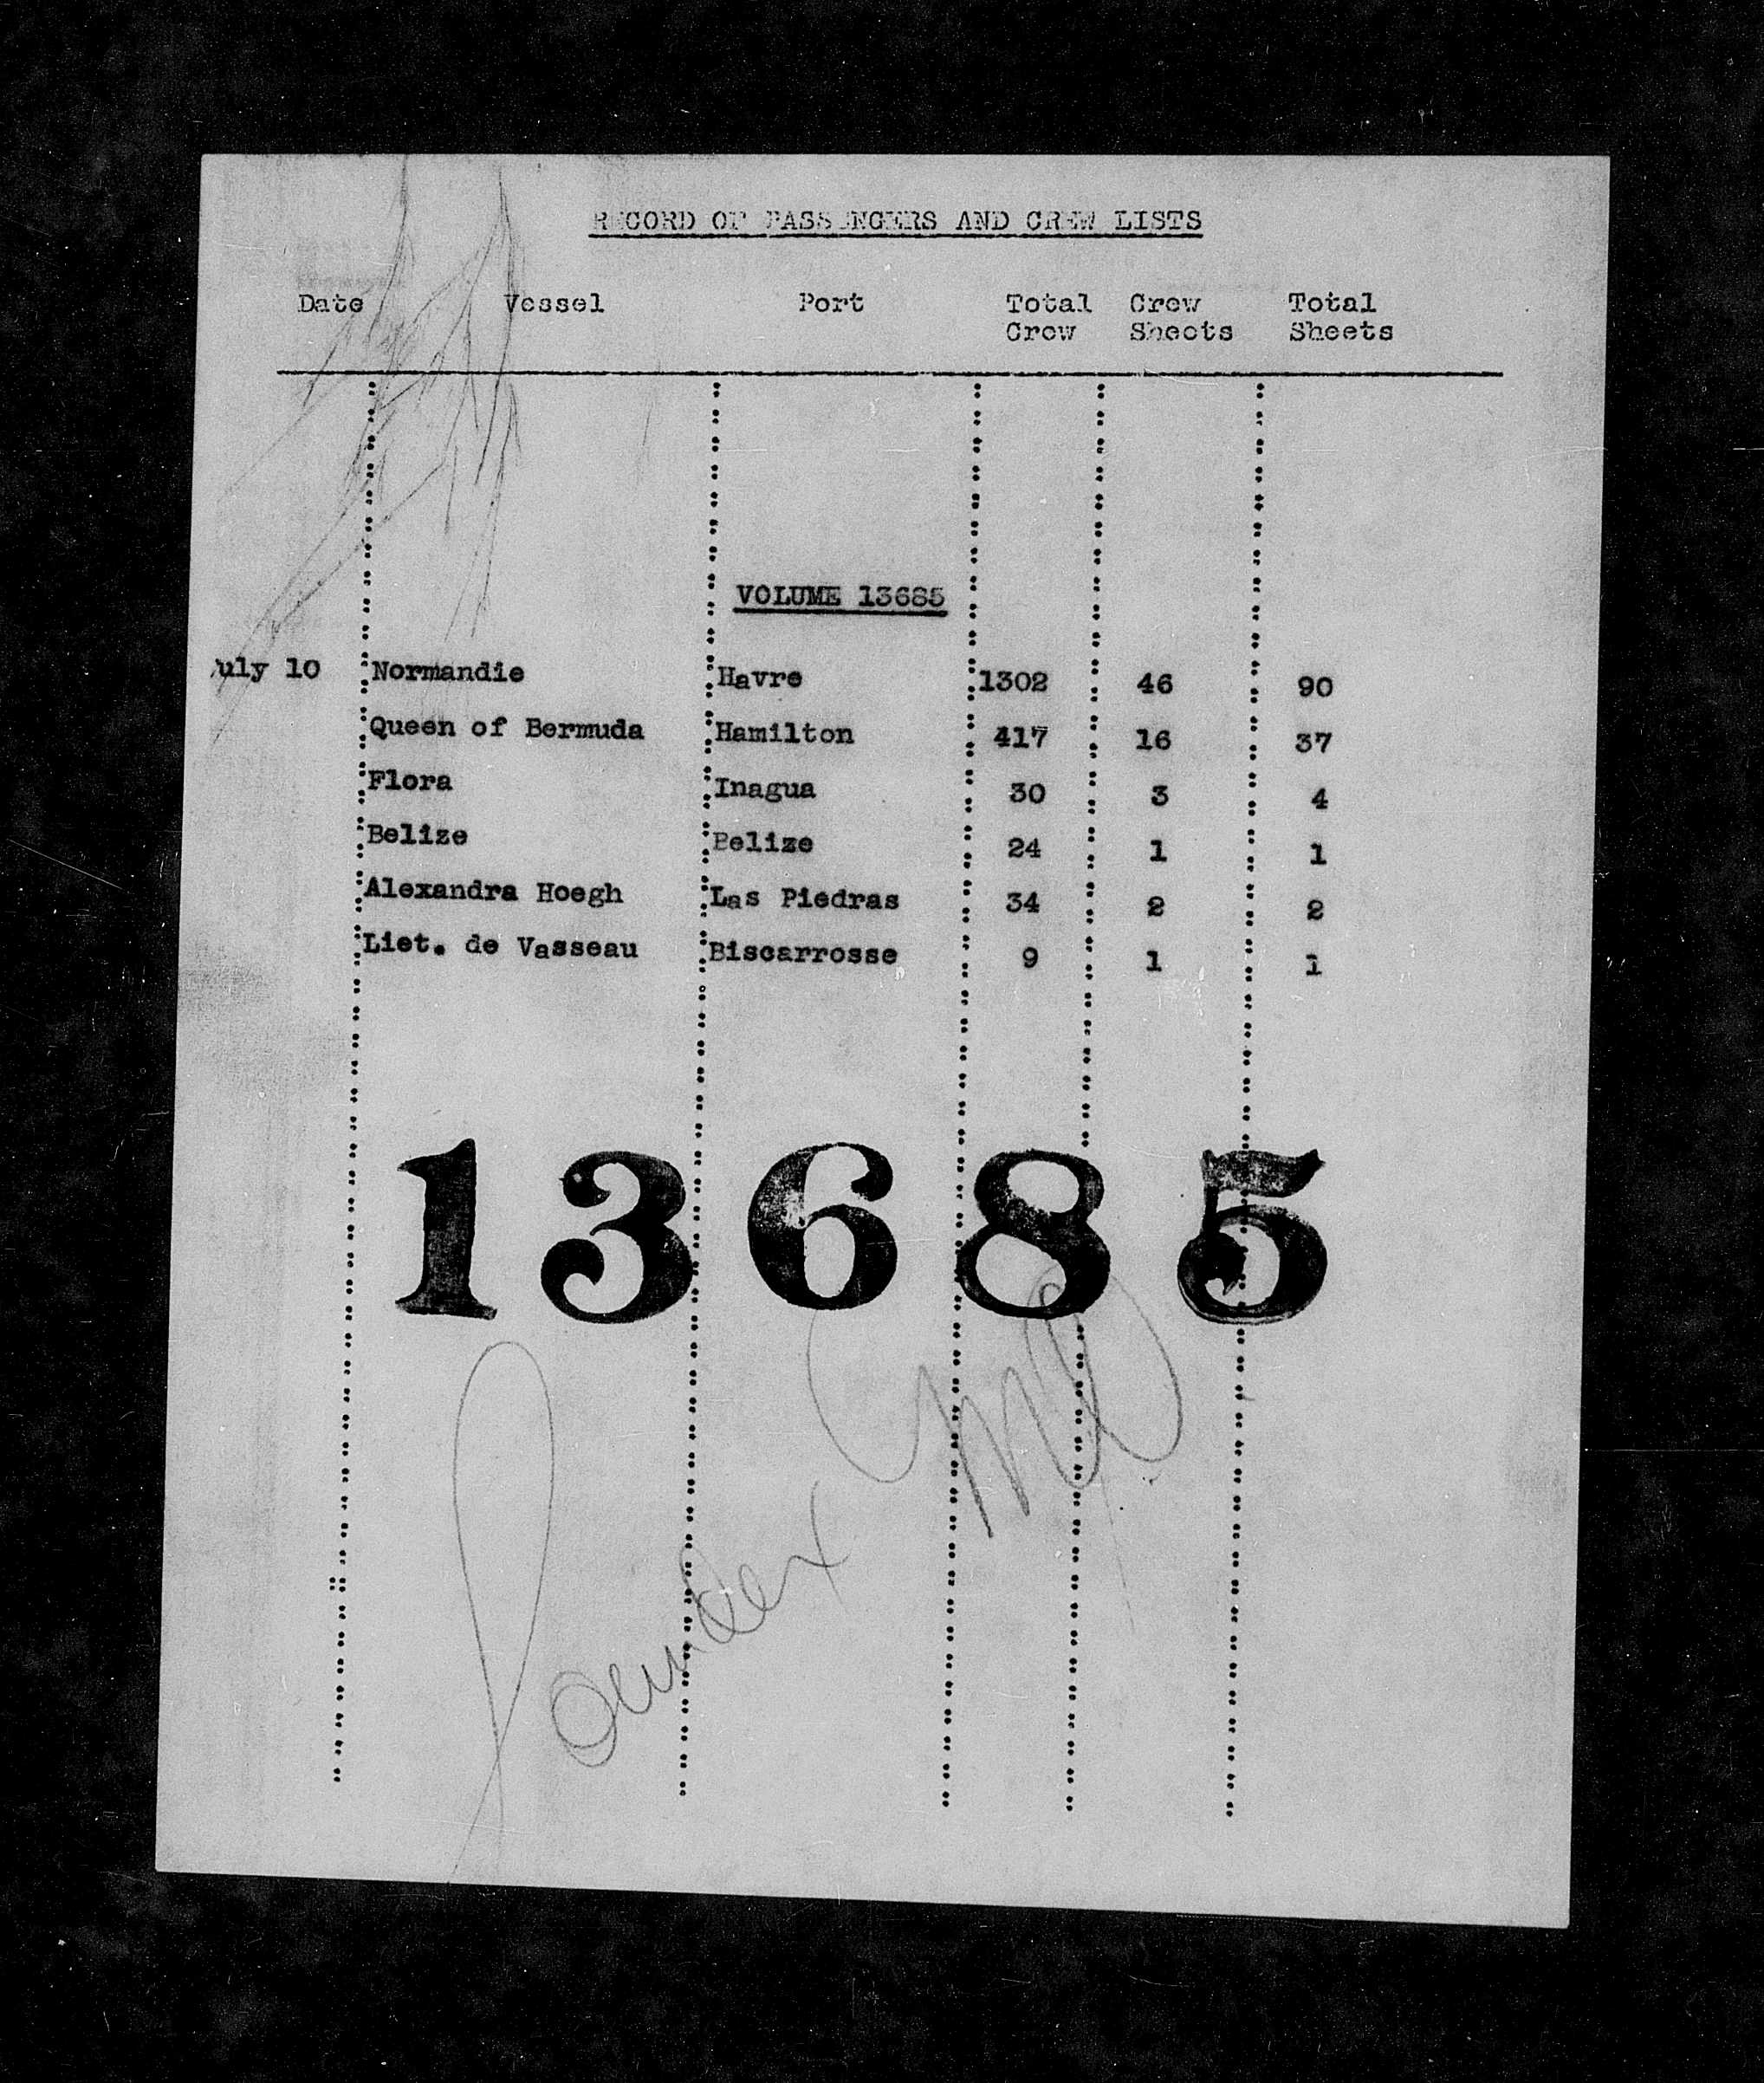 RECORD OF PASSENGERS AND CREW LISTS
Date Vessel Port Total Crew Total
Crew Sheets Sheets
VOLUME 13685
July 10 Normandie Havre 1302 46 90
Queen of Bermuda Hamilton 417 16 37
Flora Inagua 30 3 4
Belize Belize 24 1 1
Alexandra Hoegh Las Piedras 34 2 2
Liet. de Vasseau Biscarrosse 9 1 1
13685